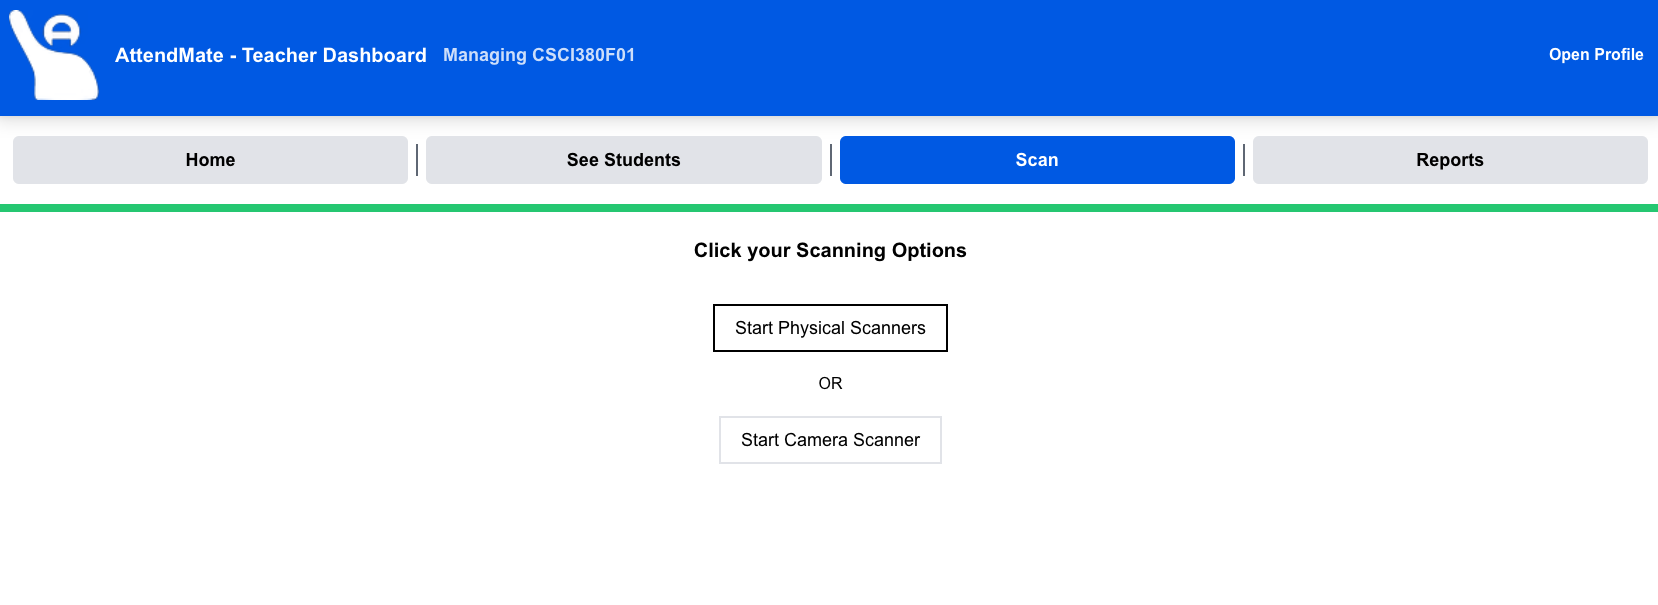 AttendMate - Teacher Dashboard Managing CSCI380F01 Open Profile
Home See Students Scan Reports
Click your Scanning Options
Start Physical Scanners
OR
Start Camera Scanner